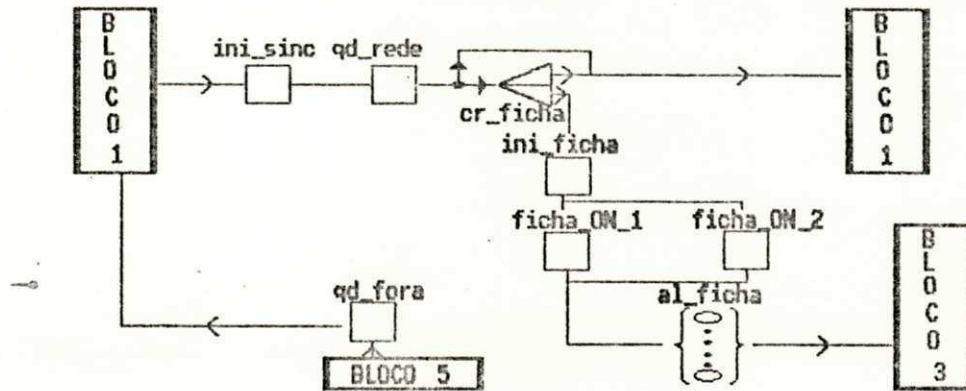 BLOCO 1
ini_sinc qd_rede
BLOCO 1
cr_ficha
ini_ficha
ficha_ON_1 ficha_ON_2
BLOCO 3
qd_fora
al_ficha
BLOCO 5